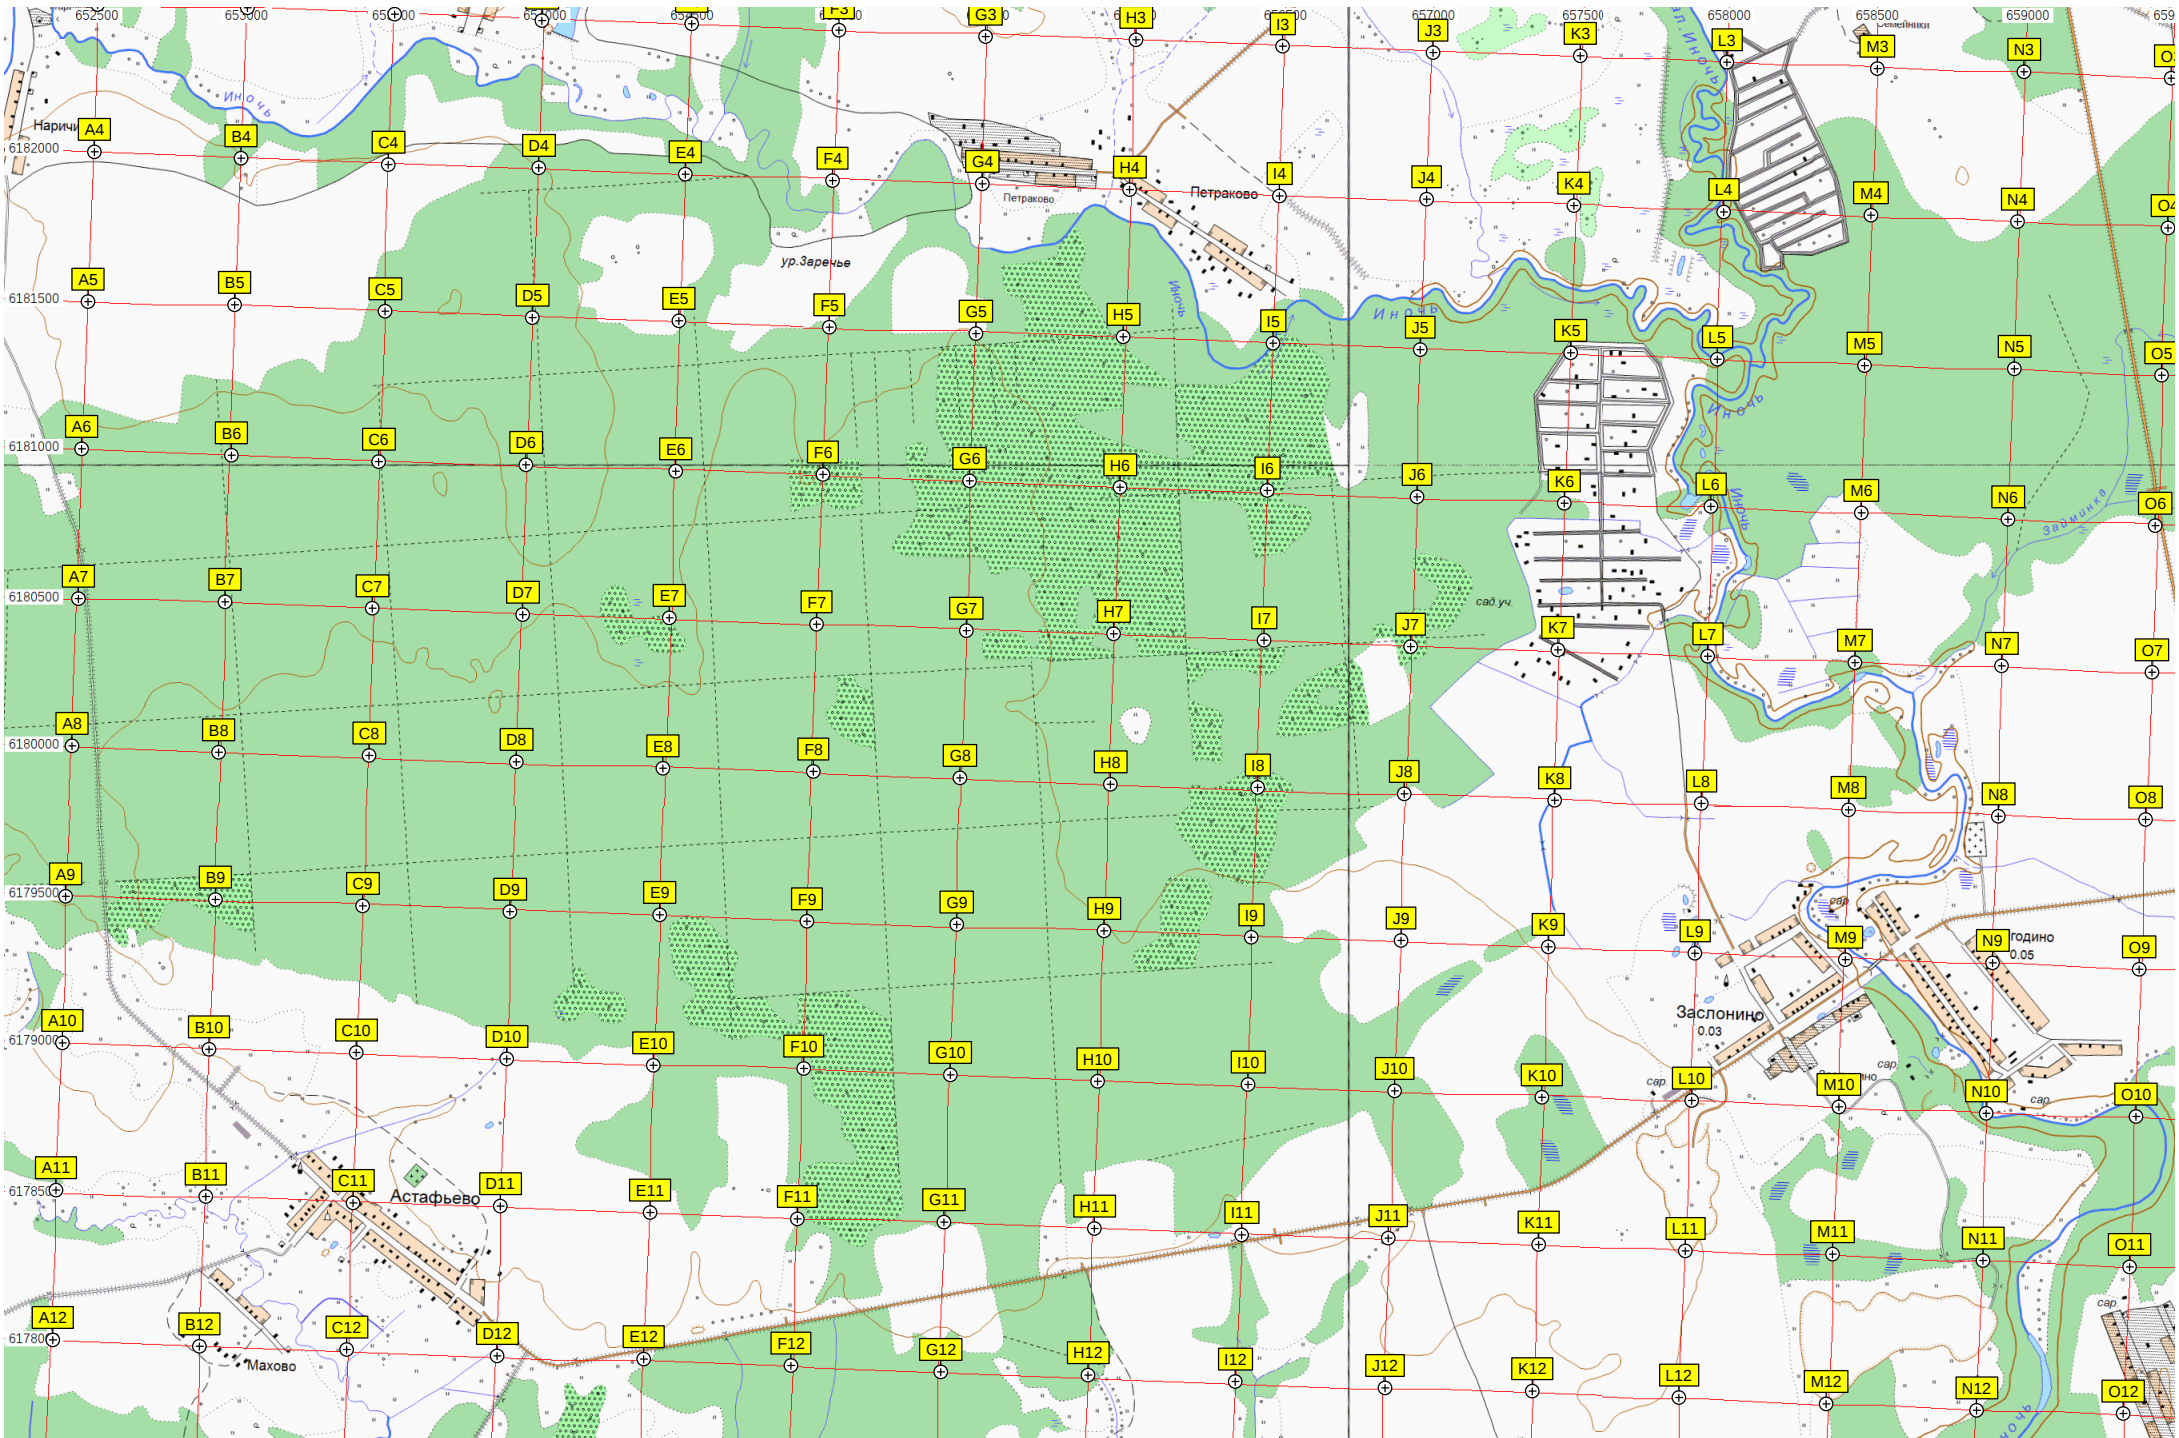 652500 653000 657000 657500 658000 658500 659000
F3 G3 H3 I3 J3 K3 L3 M3 N3
Иночь
6182000
Наричи
A4 B4 C4 D4 E4 F4 G4 H4 I4 J4 K4 L4 M4 N4 O4
Петраково
Петраково
ур.Заречье
6181500
A5 B5 C5 D5 E5 F5 G5 H5 I5 J5 K5 L5 M5 N5 O5
Иночь
Иночь
Иночь
6181000
A6 B6 C6 D6 E6 F6 G6 H6 I6 J6 K6 L6 M6 N6 O6
Иночь
Займинка
6180500
A7 B7 C7 D7 E7 F7 G7 H7 I7 J7 K7 L7 M7 N7 O7
сад.уч.
6180000
A8 B8 C8 D8 E8 F8 G8 H8 I8 J8 K8 L8 M8 N8 O8
6179500
A9 B9 C9 D9 E9 F9 G9 H9 I9 J9 K9 L9 M9 N9 O9
сар.
годино
0.05
Заслонино
0.03
6179000
A10 B10 C10 D10 E10 F10 G10 H10 I10 J10 K10 L10 M10 N10 O10
сар.
сар.
сар.
A11 B11 C11 D11 E11 F11 G11 H11 I11 J11 K11 L11 M11 N11 O11
Астафьево
A12 B12 C12 D12 E12 F12 G12 H12 I12 J12 K12 L12 M12 N12 O12
сар.
Махово